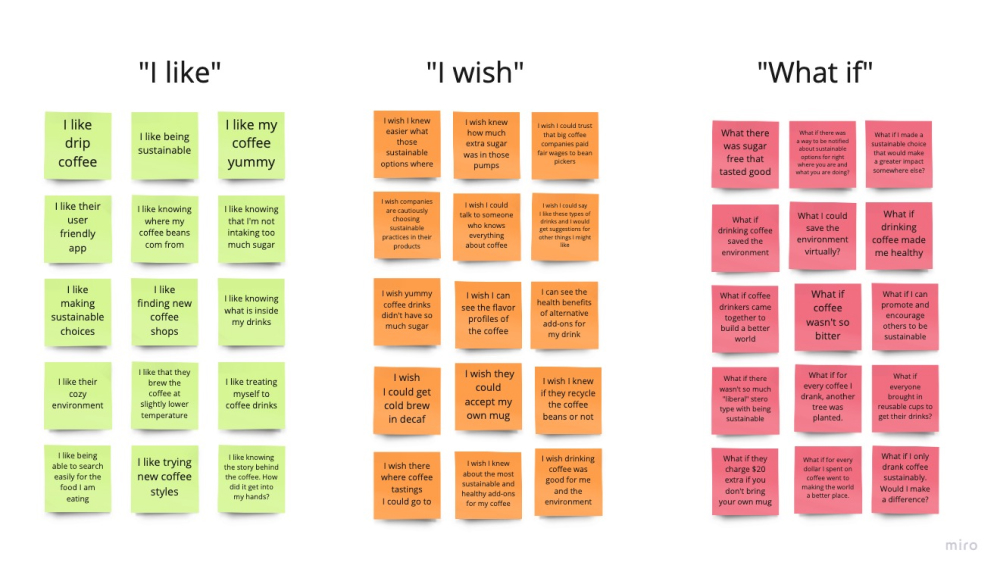 "I like"
I like
drip
coffee
I like being
sustainable
I like my
coffee
yummy
I like their
user
friendly
app
I like knowing
where my
coffee beans
com from
I like knowing
that I'm not
intaking too
much sugar
I like
making
sustainable
choices
I like
finding new
coffee
shops
I like knowing
what is inside
my drinks
I like their
cozy
environment
I like that they
brew the
coffee at
slightly lower
temperature
I like treating
myself to
coffee drinks
I like being
able to search
easily for the
food I am
eating
I like trying
new coffee
styles
I like knowing
the story behind
the coffee. How
did it get into
my hands?
"I wish"
I wish I knew
easier what
those
sustainable
options where
I wish knew
how much
extra sugar
was in those
pumps
I wish I could trust
that big coffee
companies paid
fair wages to bean
pickers
I wish companies
are cautiously
choosing
sustainable
practices in their
products
I wish I could
talk to someone
who knows
everything
about coffee
I wish I could say
I like these types of
drinks and I would
get suggestions for
other things I might
like
I wish yummy
coffee drinks
didn't have so
much sugar
I wish I can
see the flavor
profiles of
the coffee
I can see the
health benefits
of alternative
add-ons for
my drink
I wish
I could get
cold brew
in decaf
I wish they
could
accept my
own mug
I wish I knew
if they recycle
the coffee
beans or not
I wish there
where coffee
tastings
I could go to
I wish I knew
about the most
sustainable and
healthy add-ons
for my coffee
I wish drinking
coffee was
good for me
and the
environment
"What if"
What there
was sugar
free that
tasted good
What if there was
a way to be notified
about sustainable
options for right
where you are and
what you are doing?
What if I made a
sustainable choice
that would make
a greater impact
somewhere else?
What if
drinking coffee
saved the
environment
What I could
save the
environment
virtually?
What if
drinking
coffee made
me healthy
What if coffee
drinkers came
together to
build a better
world
What if
coffee
wasn't so
bitter
What if I can
promote and
encourage
others to be
sustainable
What if there
wasn't so much
"liberal" stero
type with being
sustainable
What if for
every coffee I
drank, another
tree was
planted.
What if
everyone
brought in
reusable cups to
get their drinks?
What if they
charge $20
extra if you
don't bring
your own mug
What if for every
dollar I spent on
coffee went to
making the world
a better place.
What if I only
drank coffee
sustainably.
Would I make
a difference?
miro